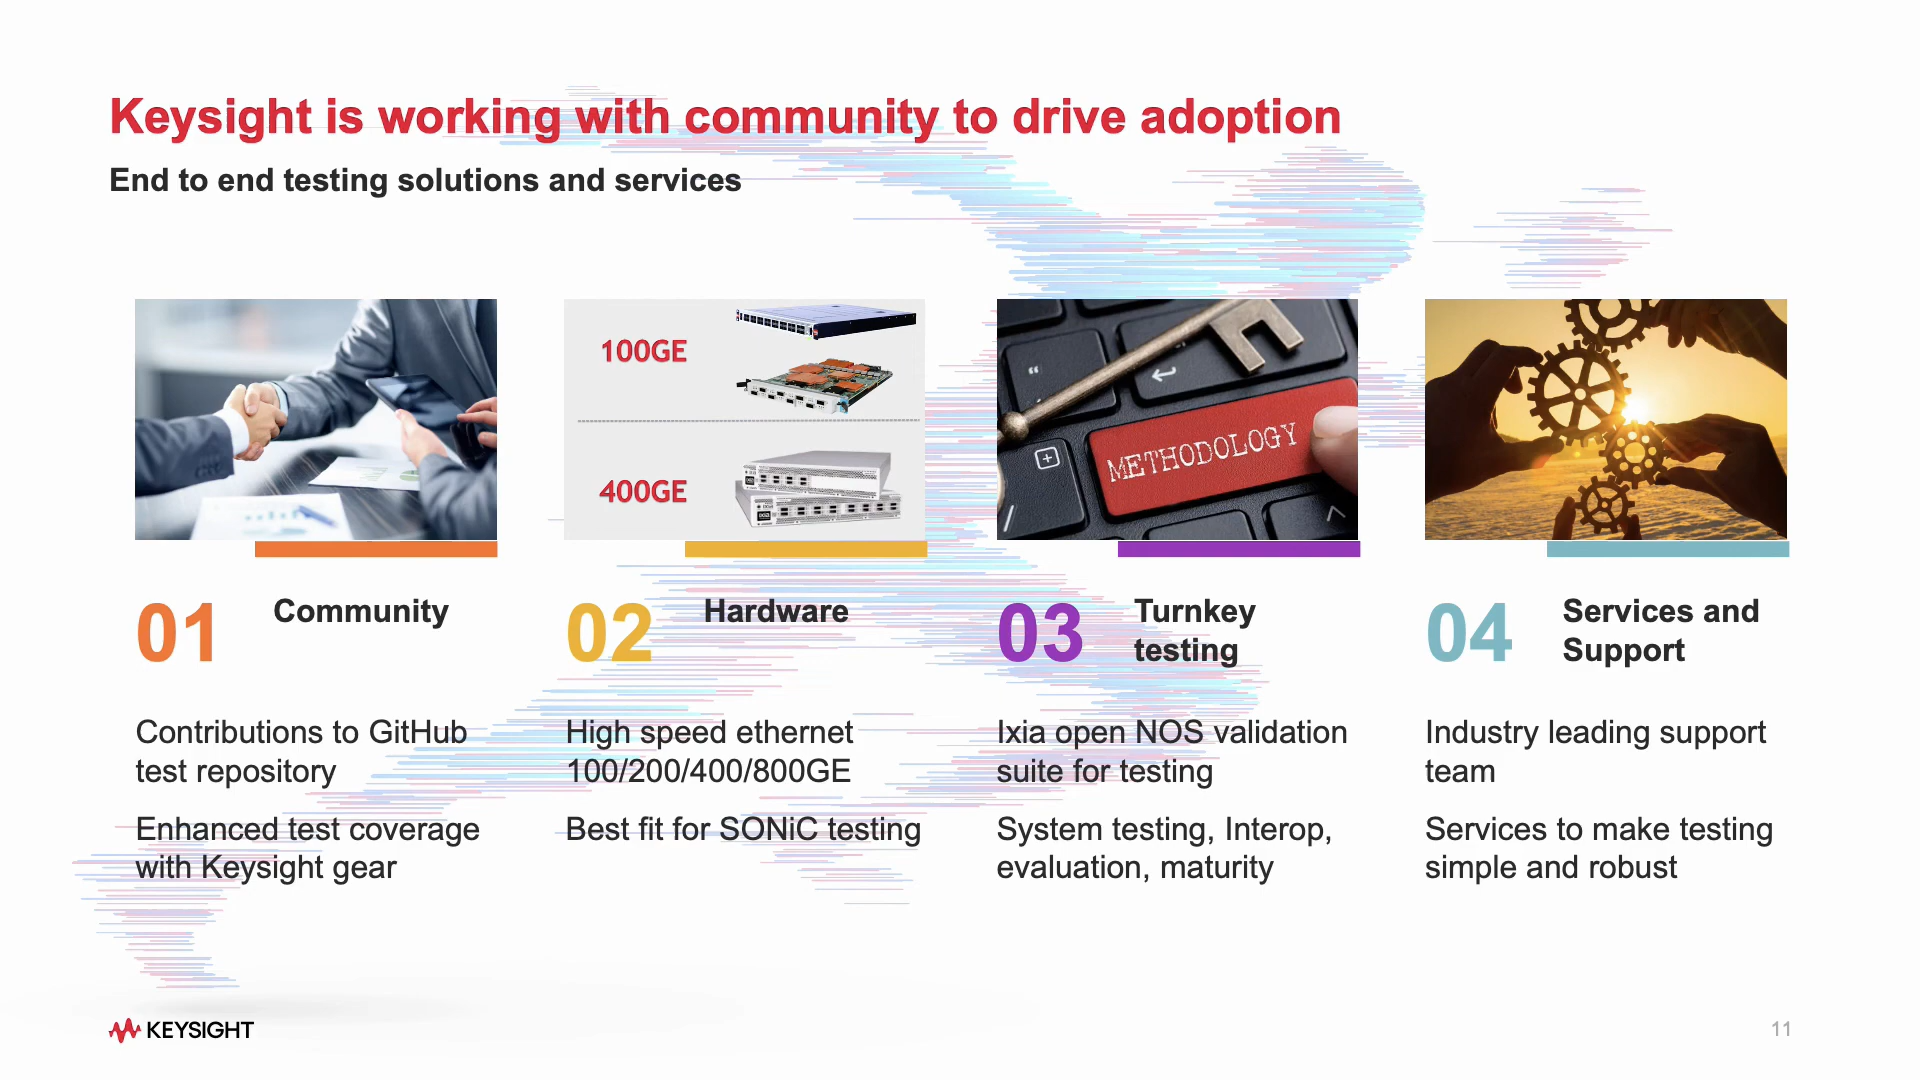 Keysight is working with community to drive adoption
End to end testing solutions and services
100GE
400GE
METHODOLOGY
01
Community
Contributions to GitHub
test repository
Enhanced test coverage
with Keysight gear
02
Hardware
High speed ethernet
100/200/400/800GE
Best fit for SONiC testing
03
Turnkey
testing
Ixia open NOS validation
suite for testing
System testing, Interop,
evaluation, maturity
04
Services and
Support
Industry leading support
team
Services to make testing
simple and robust
KEYSIGHT
11